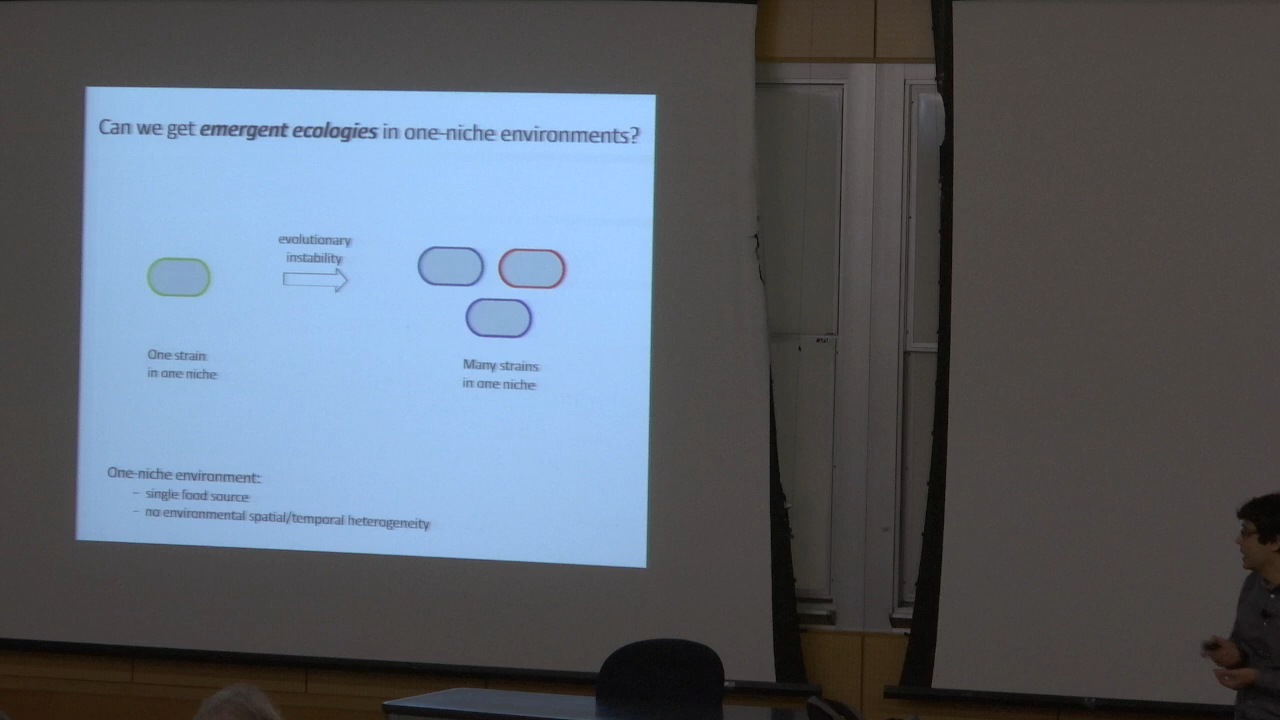 Can we get emergent ecologies in one-niche environments?
evolutionary
instability
One strain
in one niche
Many strains
in one niche
One-niche environment:
– single food source
– no environmental spatial/temporal heterogeneity